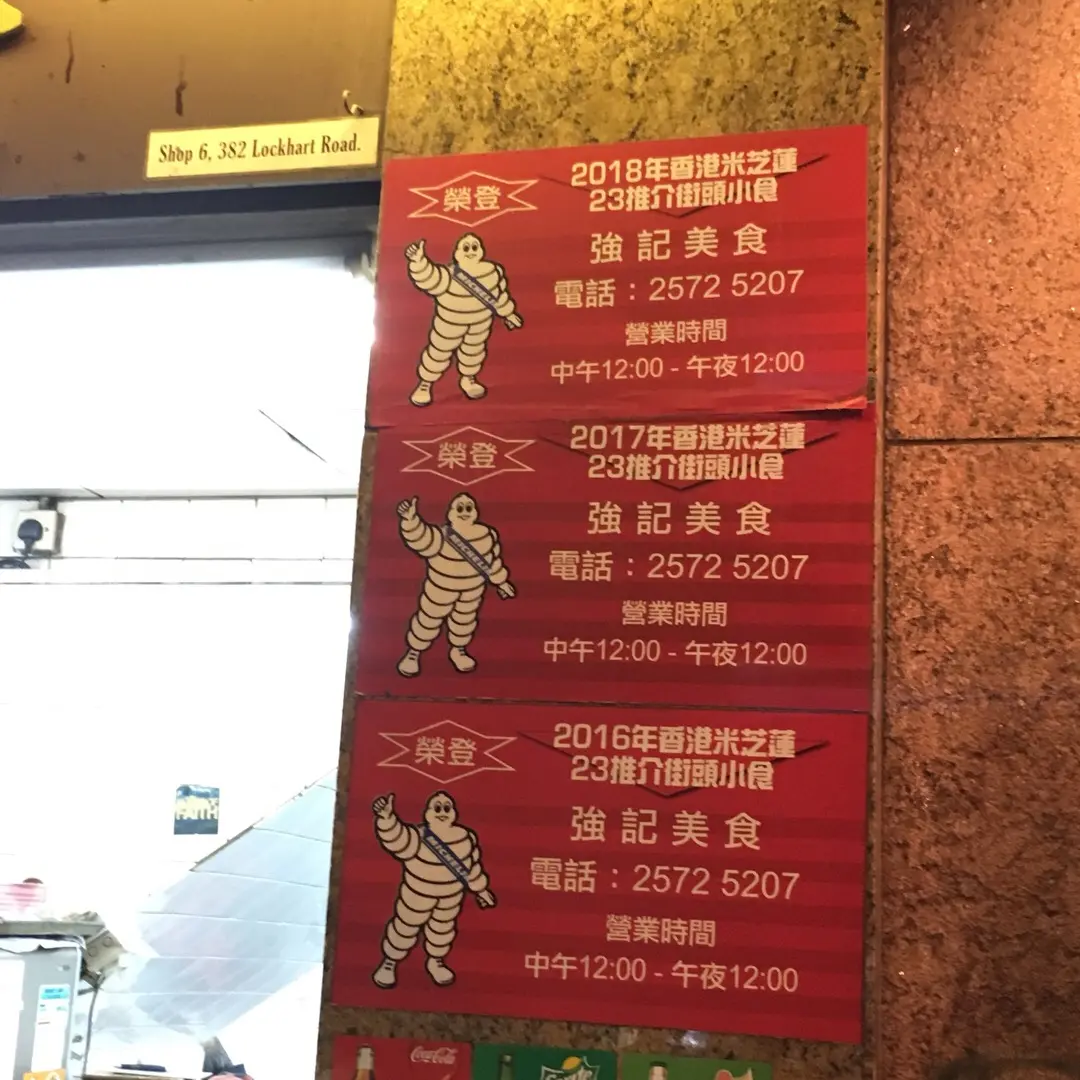 Shop 6, 382 Lockhart Road.
榮登
2018年香港米芝蓮
23推介街頭小食
強記美食
電話：2572 5207
營業時間
中午12:00 - 午夜12:00
榮登
2017年香港米芝蓮
23推介街頭小食
強記美食
電話：2572 5207
營業時間
中午12:00 - 午夜12:00
榮登
2016年香港米芝蓮
23推介街頭小食
強記美食
電話：2572 5207
營業時間
中午12:00 - 午夜12:00
MICHELIN
FAITH
Coca-Cola